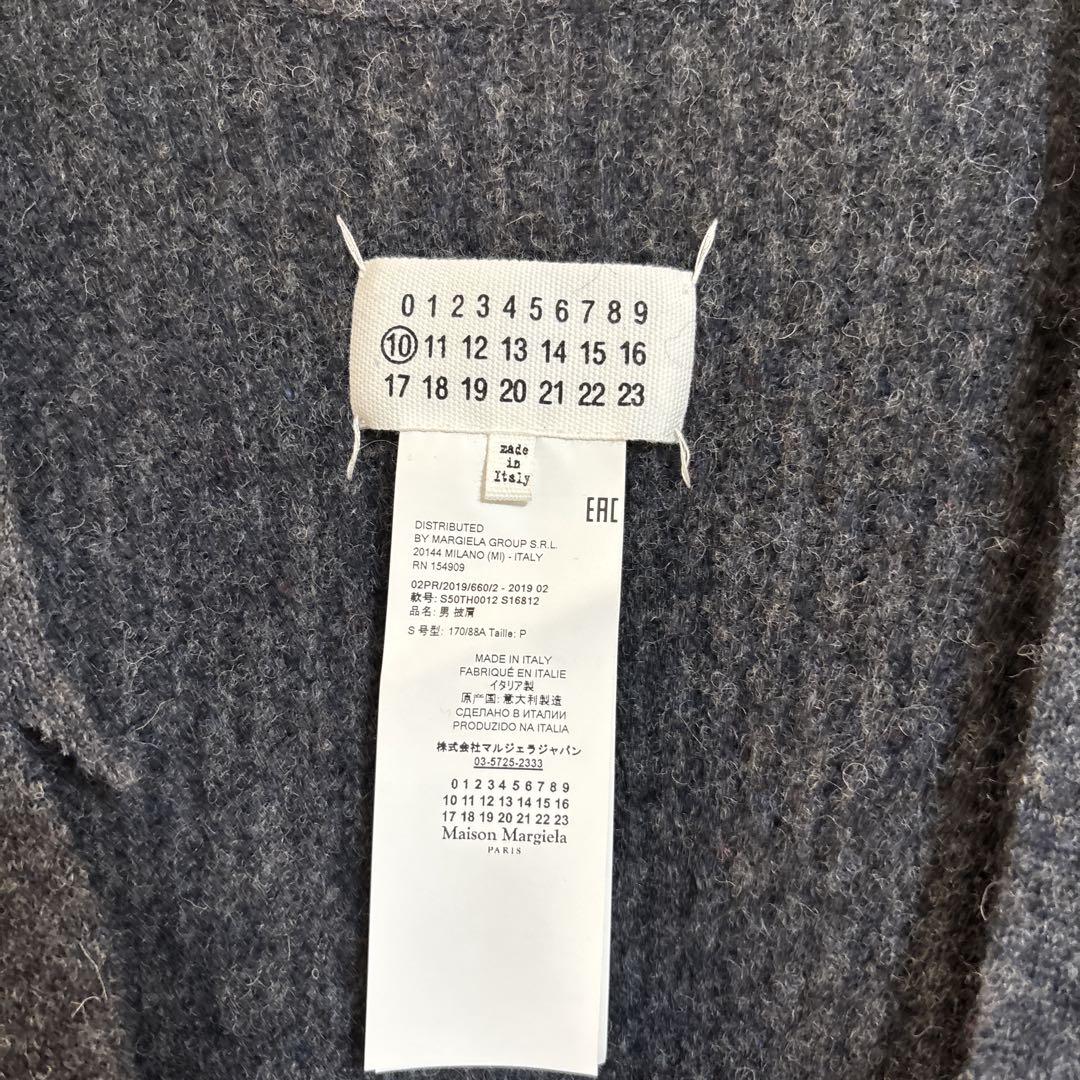 0 1 2 3 4 5 6 7 8 9
10 11 12 13 14 15 16
17 18 19 20 21 22 23
made
in
Italy
EAC
DISTRIBUTED
BY MARGIELA GROUP S.R.L.
20144 MILANO (MI) - ITALY
RN 154909
02PR/2019/660/2 - 2019 02
款号: S50TH0012 S16812
品名: 男 披肩
S 号型: 170/88A Taille: P
MADE IN ITALY
FABRIQUÉ EN ITALIE
イタリア製
原产国: 意大利製造
СДЕЛАНО В ИТАЛИИ
PRODUZIDO NA ITALIA
株式会社マルジェラジャパン
03-5725-2333
0 1 2 3 4 5 6 7 8 9
10 11 12 13 14 15 16
17 18 19 20 21 22 23
Maison Margiela
PARIS